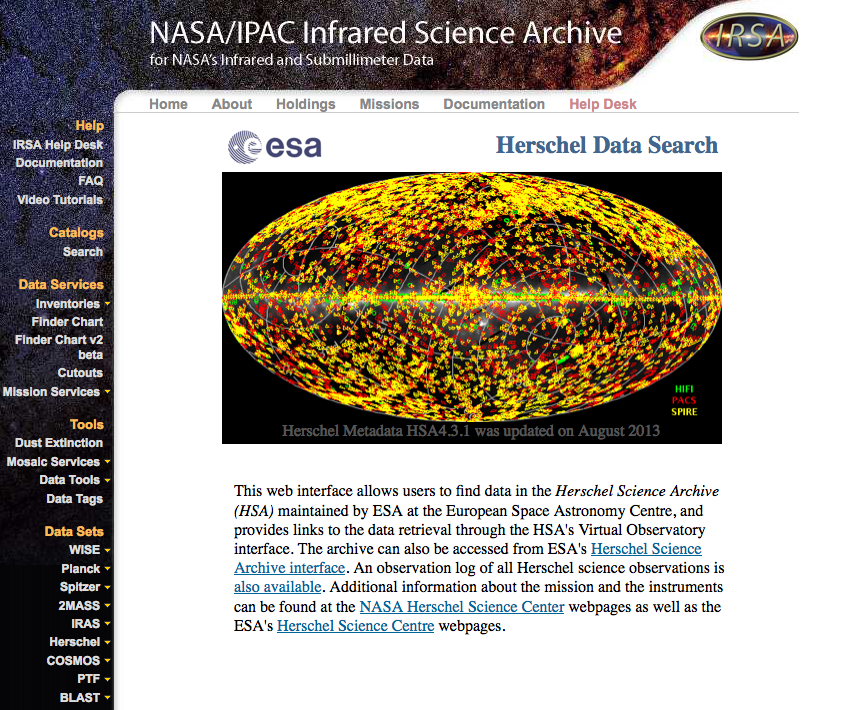 NASA/IPAC Infrared Science Archive
for NASA's Infrared and Submillimeter Data
IRSA
Home About Holdings Missions Documentation Help Desk
Help
IRSA Help Desk
Documentation
FAQ
Video Tutorials
Catalogs
Search
Data Services
Inventories
Finder Chart
Finder Chart v2
beta
Cutouts
Mission Services
Tools
Dust Extinction
Mosaic Services
Data Tools
Data Tags
Data Sets
WISE
Planck
Spitzer
2MASS
IRAS
Herschel
COSMOS
PTF
BLAST
esa
Herschel Data Search
HIFI
PACS
SPIRE
Herschel Metadata HSA4.3.1 was updated on August 2013
This web interface allows users to find data in the Herschel Science Archive
(HSA) maintained by ESA at the European Space Astronomy Centre, and
provides links to the data retrieval through the HSA's Virtual Observatory
interface. The archive can also be accessed from ESA's Herschel Science
Archive interface. An observation log of all Herschel science observations is
also available. Additional information about the mission and the instruments
can be found at the NASA Herschel Science Center webpages as well as the
ESA's Herschel Science Centre webpages.